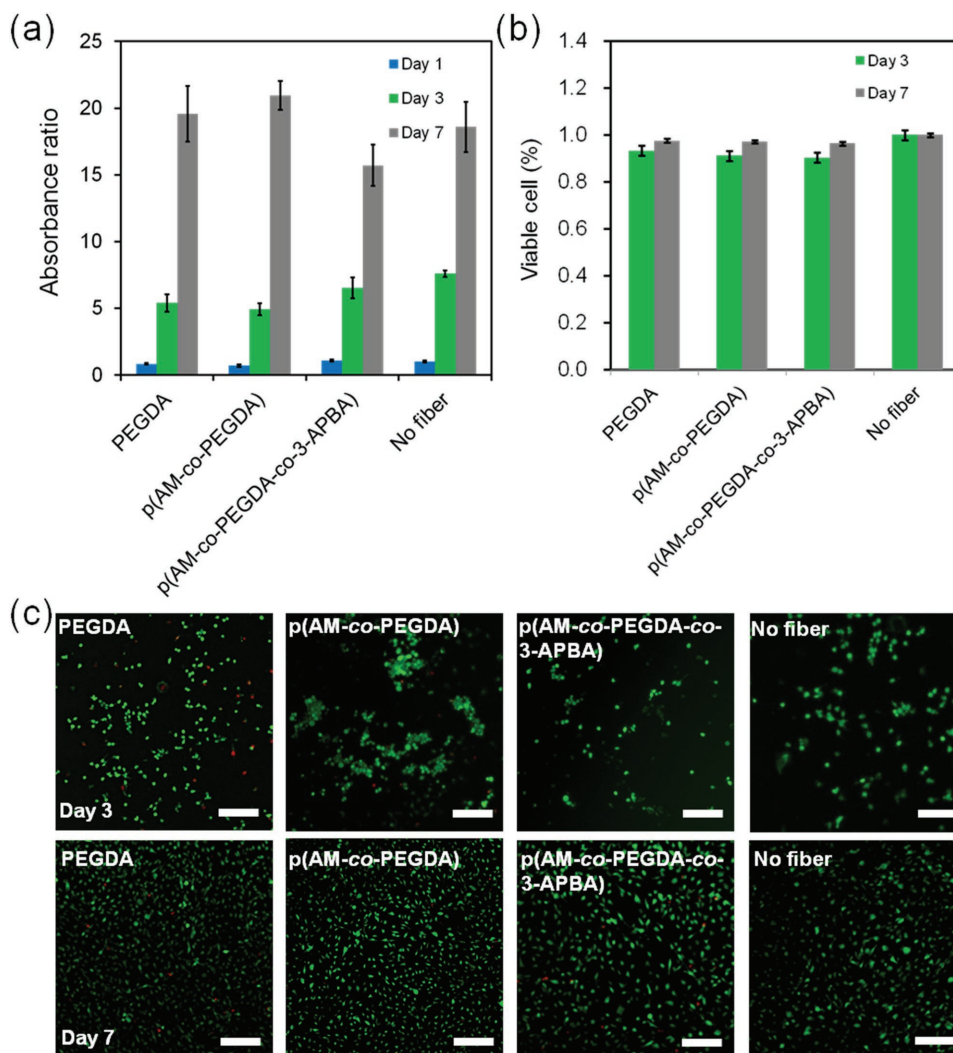 (a)
25
20
15
10
5
0
Absorbance ratio
Day 1
Day 3
Day 7
PEGDA
p(AM-co-PEGDA)
p(AM-co-PEGDA-co-3-APBA)
No fiber
(b)
1.4
1.2
1.0
0.8
0.6
0.4
0.2
0.0
Viable cell (%)
Day 3
Day 7
PEGDA
p(AM-co-PEGDA)
p(AM-co-PEGDA-co-3-APBA)
No fiber
(c)
PEGDA
Day 3
p(AM-co-PEGDA)
p(AM-co-PEGDA-co-
3-APBA)
No fiber
PEGDA
Day 7
p(AM-co-PEGDA)
p(AM-co-PEGDA-co-
3-APBA)
No fiber